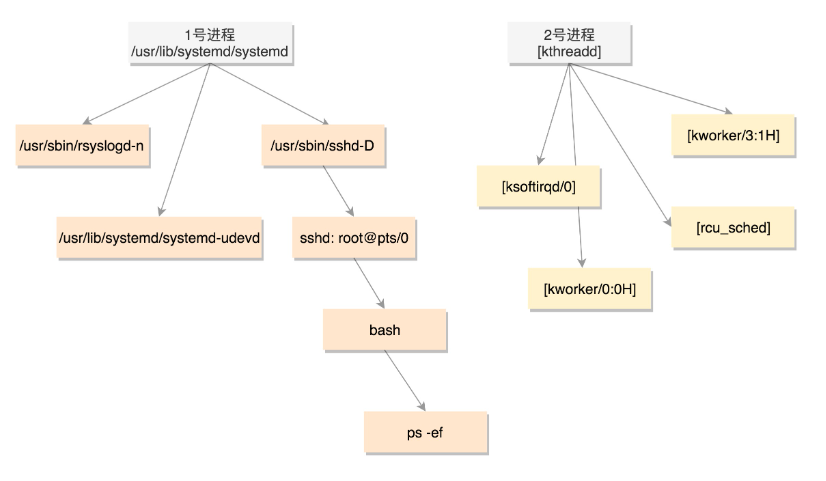 1号进程
/usr/lib/systemd/systemd
2号进程
[kthreadd]
/usr/sbin/rsyslogd-n
/usr/sbin/sshd-D
[kworker/3:1H]
[ksoftirqd/0]
/usr/lib/systemd/systemd-udevd
sshd: root@pts/0
[rcu_sched]
[kworker/0:0H]
bash
ps -ef